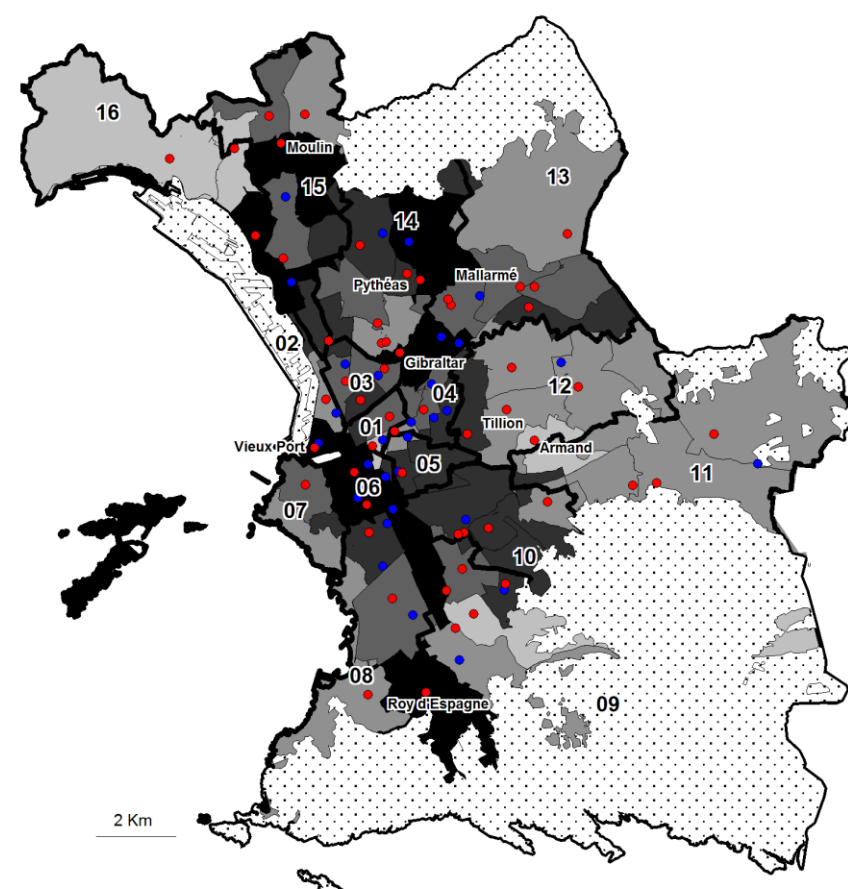 16
Moulin
15
13
14
Mallarmé
Pythéas
02
Gibraltar
03
12
04
01
Tillion
Vieux Port
Armand
05
11
06
07
10
08
Roy d'Espagne
09
2 Km